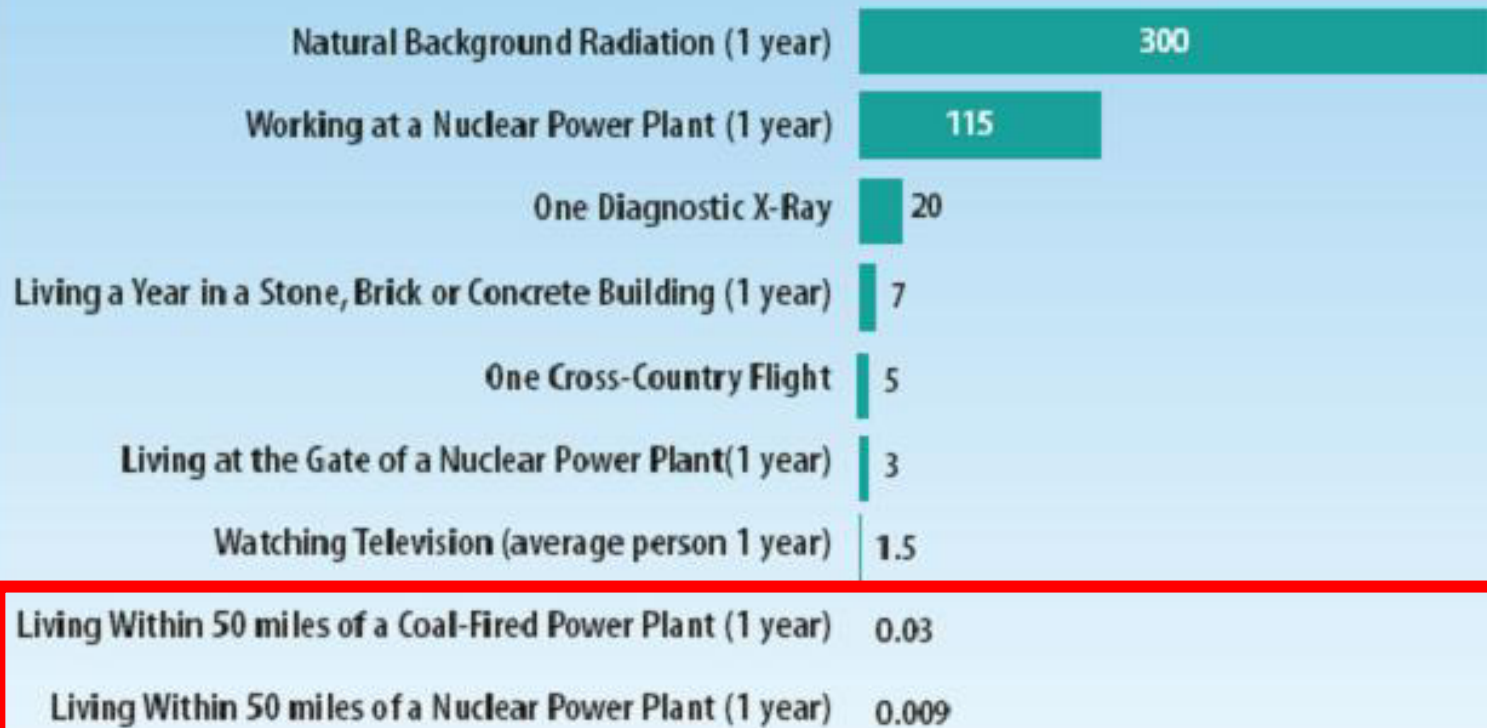 Natural Background Radiation (1 year) 300
Working at a Nuclear Power Plant (1 year) 115
One Diagnostic X-Ray 20
Living a Year in a Stone, Brick or Concrete Building (1 year) 7
One Cross-Country Flight 5
Living at the Gate of a Nuclear Power Plant(1 year) 3
Watching Television (average person 1 year) 1.5
Living Within 50 miles of a Coal-Fired Power Plant (1 year) 0.03
Living Within 50 miles of a Nuclear Power Plant (1 year) 0.009